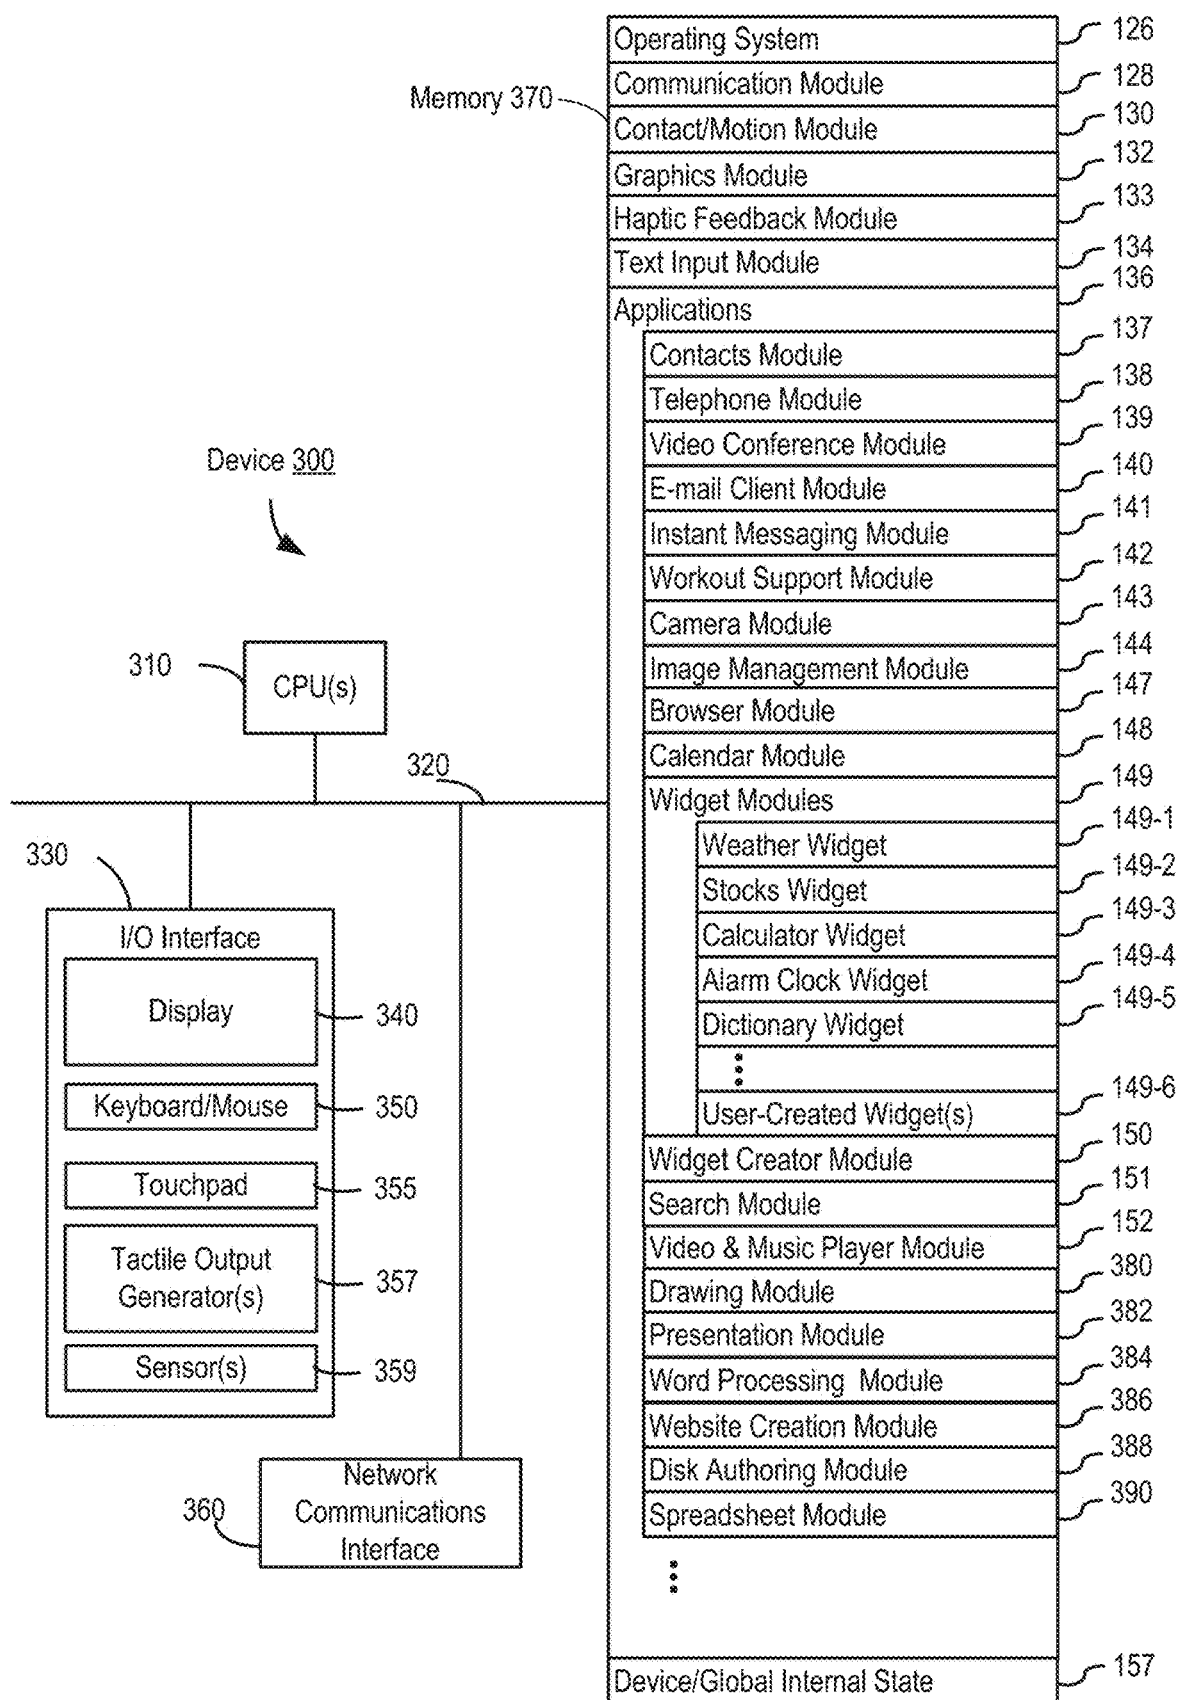 Operating System 126
Communication Module 128
Memory 370
Contact/Motion Module 130
Graphics Module 132
Haptic Feedback Module 133
Text Input Module 134
Applications 136
Contacts Module 137
Telephone Module 138
Video Conference Module 139
E-mail Client Module 140
Instant Messaging Module 141
Workout Support Module 142
Camera Module 143
Image Management Module 144
Browser Module 147
Calendar Module 148
Widget Modules 149
Weather Widget 149-1
Stocks Widget 149-2
Calculator Widget 149-3
Alarm Clock Widget 149-4
Dictionary Widget 149-5
User-Created Widget(s) 149-6
Widget Creator Module 150
Search Module 151
Video & Music Player Module 152
Drawing Module 380
Presentation Module 382
Word Processing Module 384
Website Creation Module 386
Disk Authoring Module 388
Spreadsheet Module 390
Device/Global Internal State 157
Device 300
310
CPU(s)
320
330
I/O Interface
Display 340
Keyboard/Mouse 350
Touchpad 355
Tactile Output
Generator(s) 357
Sensor(s) 359
360
Network
Communications
Interface